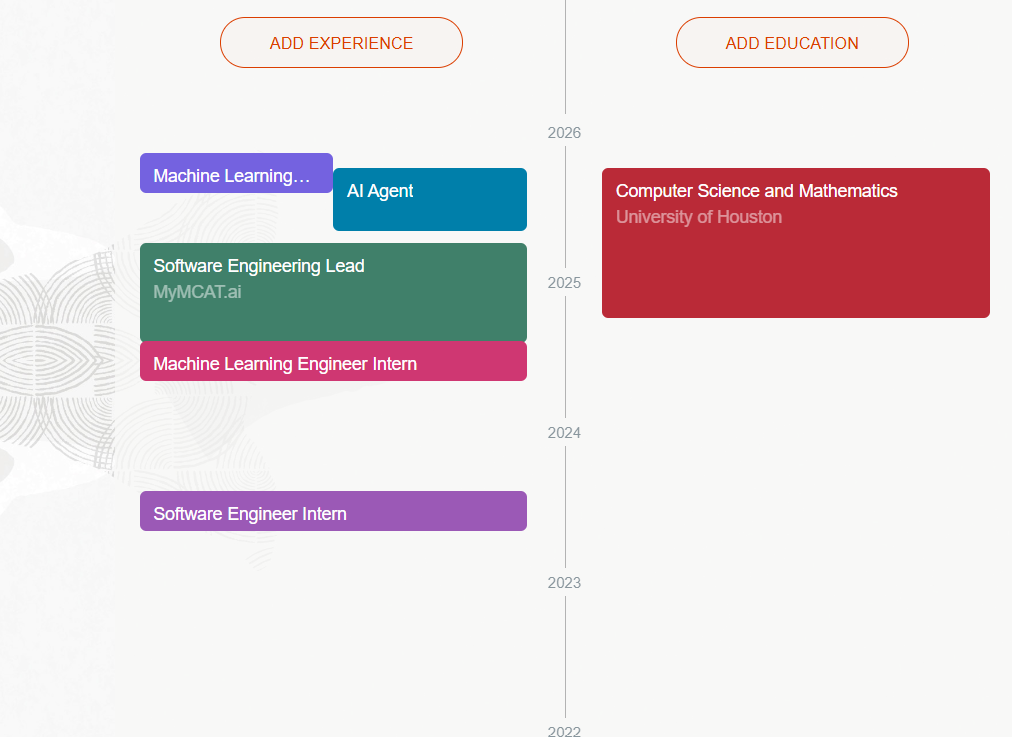 ADD EXPERIENCE
ADD EDUCATION
2026
Machine Learning…
AI Agent
Computer Science and Mathematics
University of Houston
Software Engineering Lead
MyMCAT.ai
2025
Machine Learning Engineer Intern
2024
Software Engineer Intern
2023
2022